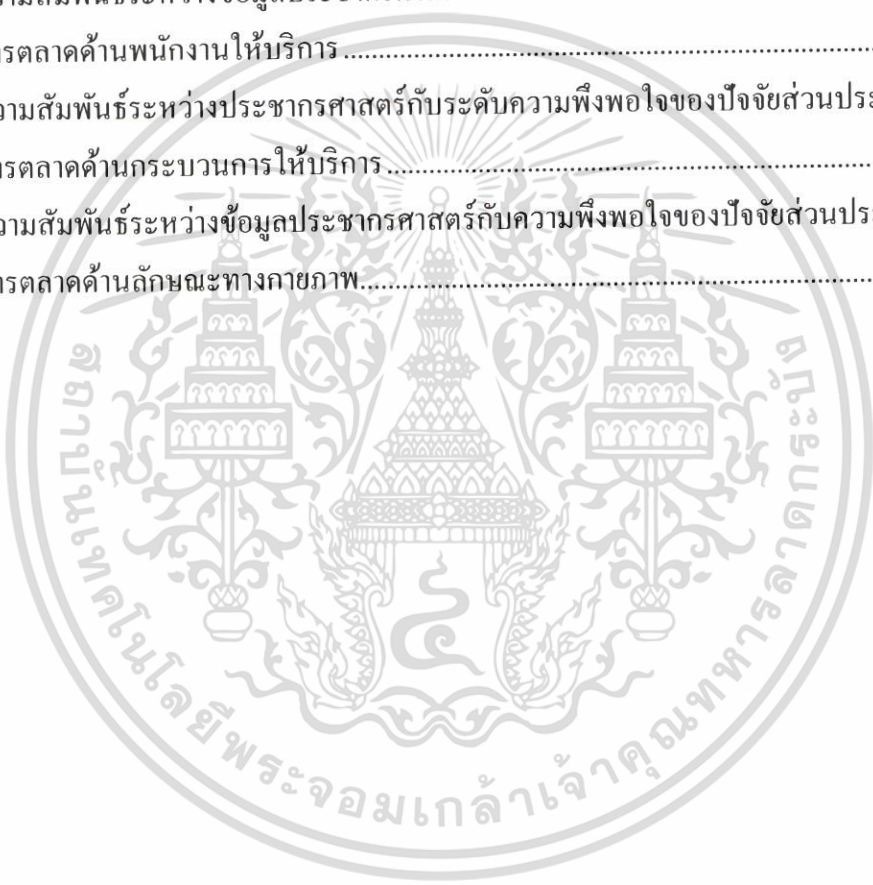 การตลาดด้านพนักงานให้บริการ
ความสัมพันธ์ระหว่างประชากรศาสตร์กับระดับความพึงพอใจของปัจจัยส่วนประ
การตลาดด้านกระบวนการให้บริการ
ความสัมพันธ์ระหว่างข้อมูลประชากรศาสตร์กับความพึงพอใจของปัจจัยส่วนประ
การตลาดด้านลักษณะทางกายภาพ
สถาบันเทคโนโลยีพระจอมเกล้าเจ้าคุณทหารลาดกระบัง